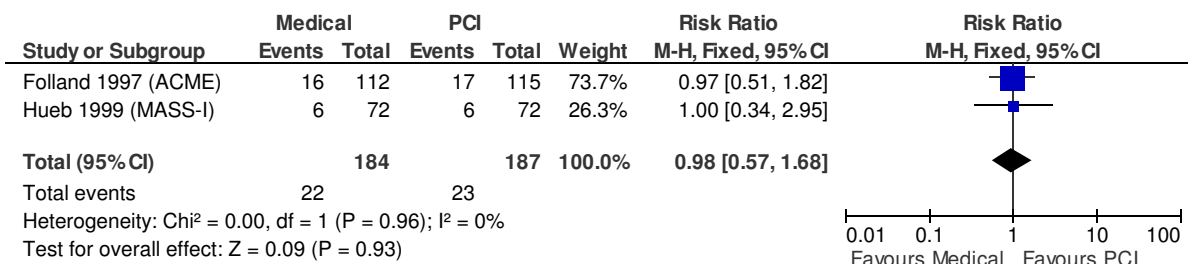 Medical PCI Risk Ratio Risk Ratio
Study or Subgroup Events Total Events Total Weight M-H, Fixed, 95% CI M-H, Fixed, 95% CI
Folland 1997 (ACME) 16 112 17 115 73.7% 0.97 [0.51, 1.82]
Hueb 1999 (MASS-I) 6 72 6 72 26.3% 1.00 [0.34, 2.95]
Total (95% CI) 184 187 100.0% 0.98 [0.57, 1.68]
Total events 22 23
Heterogeneity: Chi² = 0.00, df = 1 (P = 0.96); I² = 0%
Test for overall effect: Z = 0.09 (P = 0.93)
0.01 0.1 1 10 100
Favours Medical Favours PCI